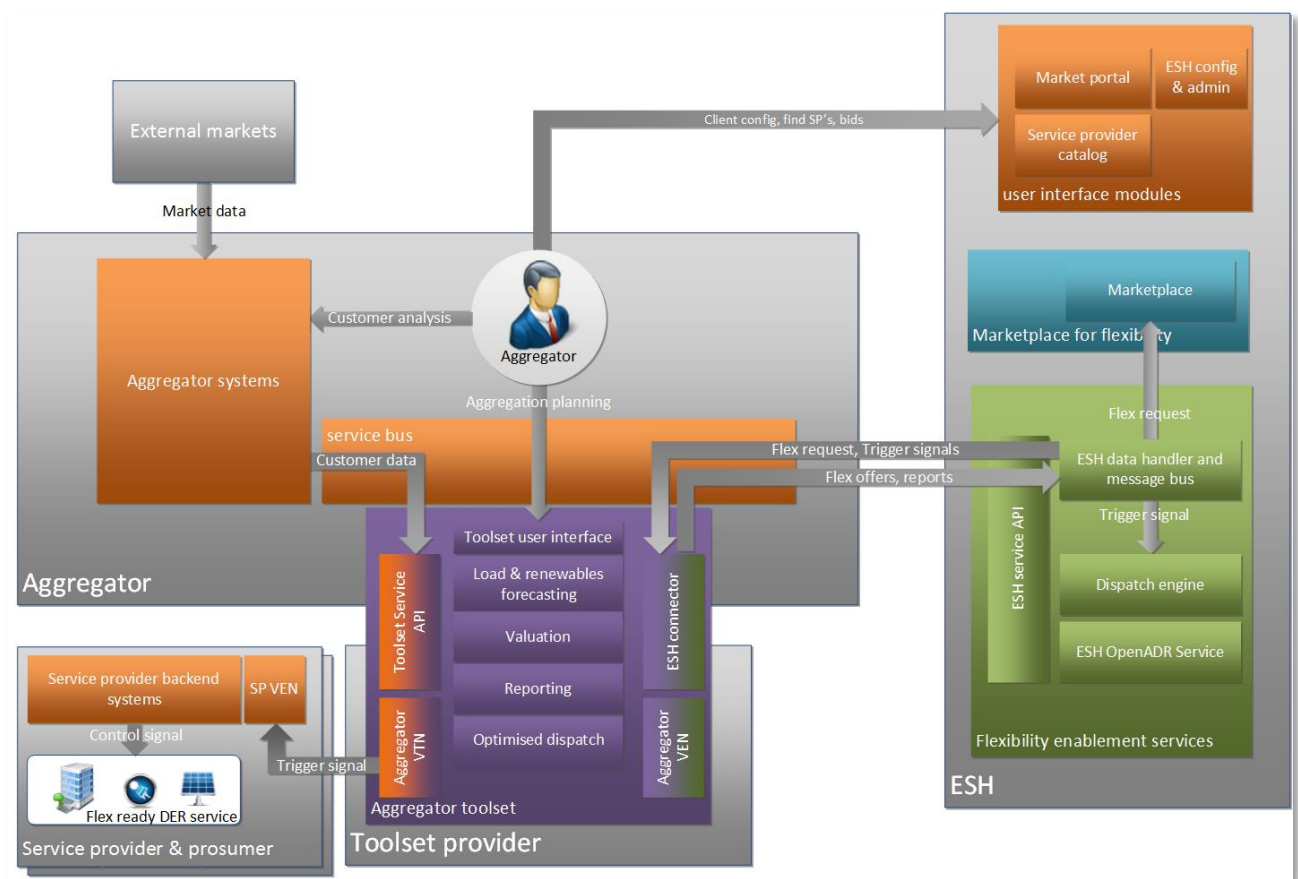 External markets
Market data
Client config, find SP's, bids
Market portal
ESH config
& admin
Service provider
catalog
user interface modules
Aggregator systems
Customer analysis
Aggregator
Aggregation planning
service bus
Customer data
Flex request, Trigger signals
Flex offers, reports
Aggregator
Marketplace
Marketplace for flexibility
Flex request
ESH data handler and
message bus
Trigger signal
ESH service API
Dispatch engine
ESH OpenADR Service
Flexibility enablement services
ESH
Toolset user interface
Load & renewables
forecasting
Valuation
Reporting
Optimised dispatch
Toolset Service
API
ESH connector
Aggregator
VTN
Aggregator
VEN
Aggregator toolset
Toolset provider
Service provider backend
systems
SP VEN
Control signal
Trigger signal
Flex ready DER service
Service provider & prosumer